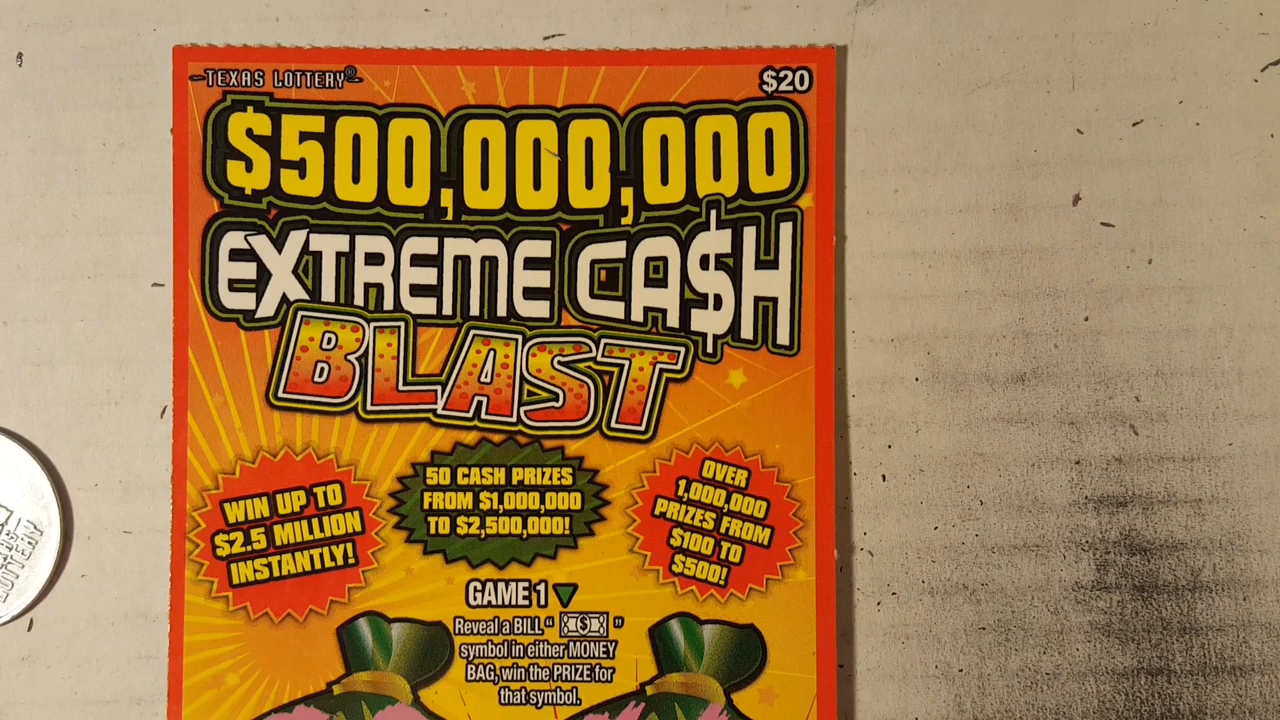 TEXAS LOTTERY®
$20
$500,000,000
EXTREME CA$H
BLAST
WIN UP TO
$2.5 MILLION
INSTANTLY!
50 CASH PRIZES
FROM $1,000,000
TO $2,500,000!
OVER
1,000,000
PRIZES FROM
$100 TO
$500!
GAME 1
Reveal a BILL " $ "
symbol in either MONEY
BAG, win the PRIZE for
that symbol.
LOTTERY